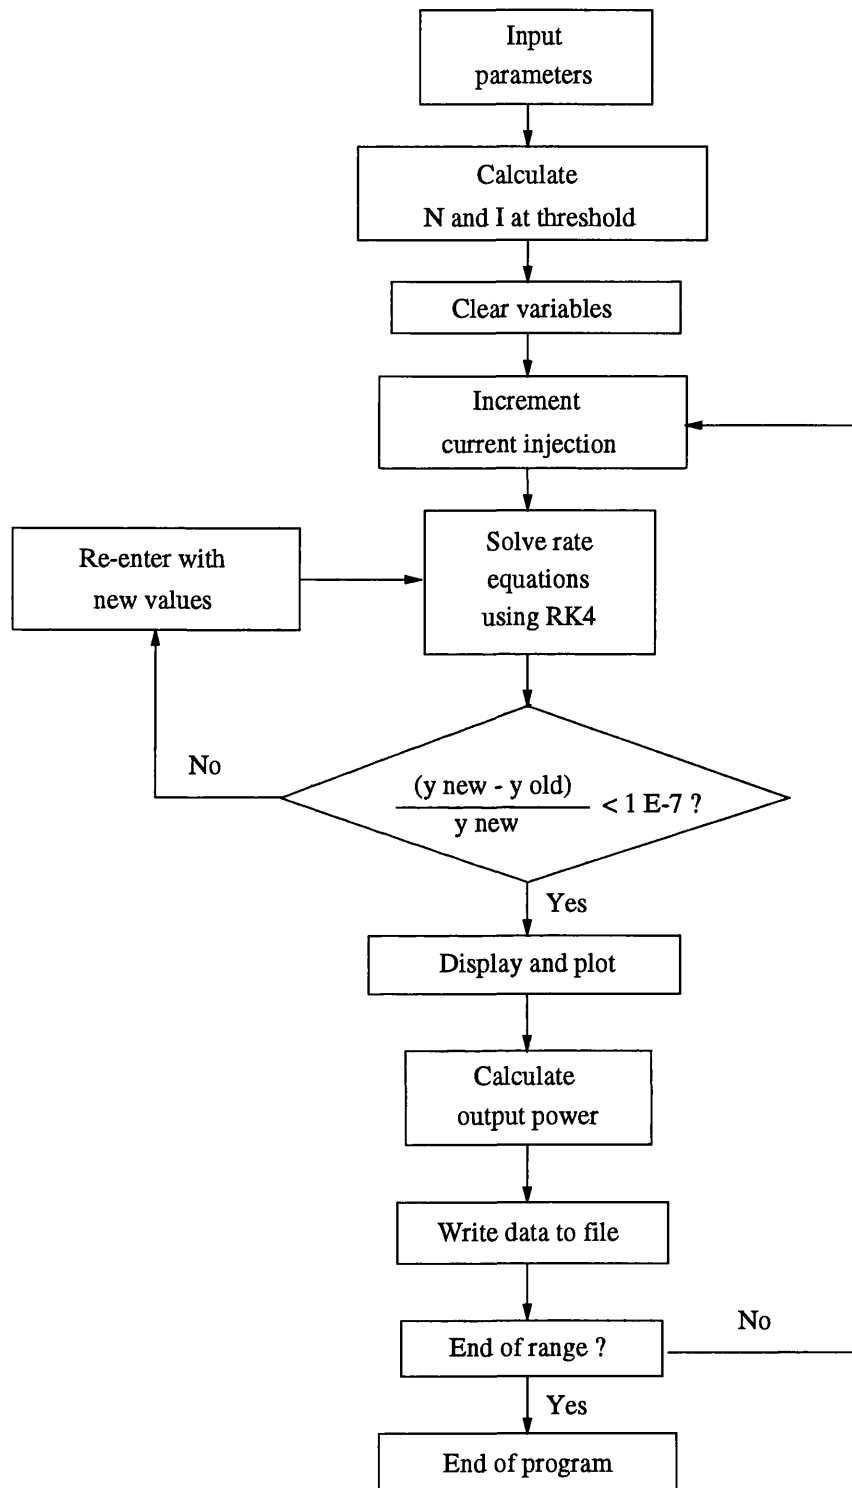 Input
parameters
Calculate
N and I at threshold
Clear variables
Increment
current injection
Re-enter with
new values
Solve rate
equations
using RK4
No
(y new - y old)
y new
< 1 E-7 ?
Yes
Display and plot
Calculate
output power
Write data to file
End of range ?
No
Yes
End of program